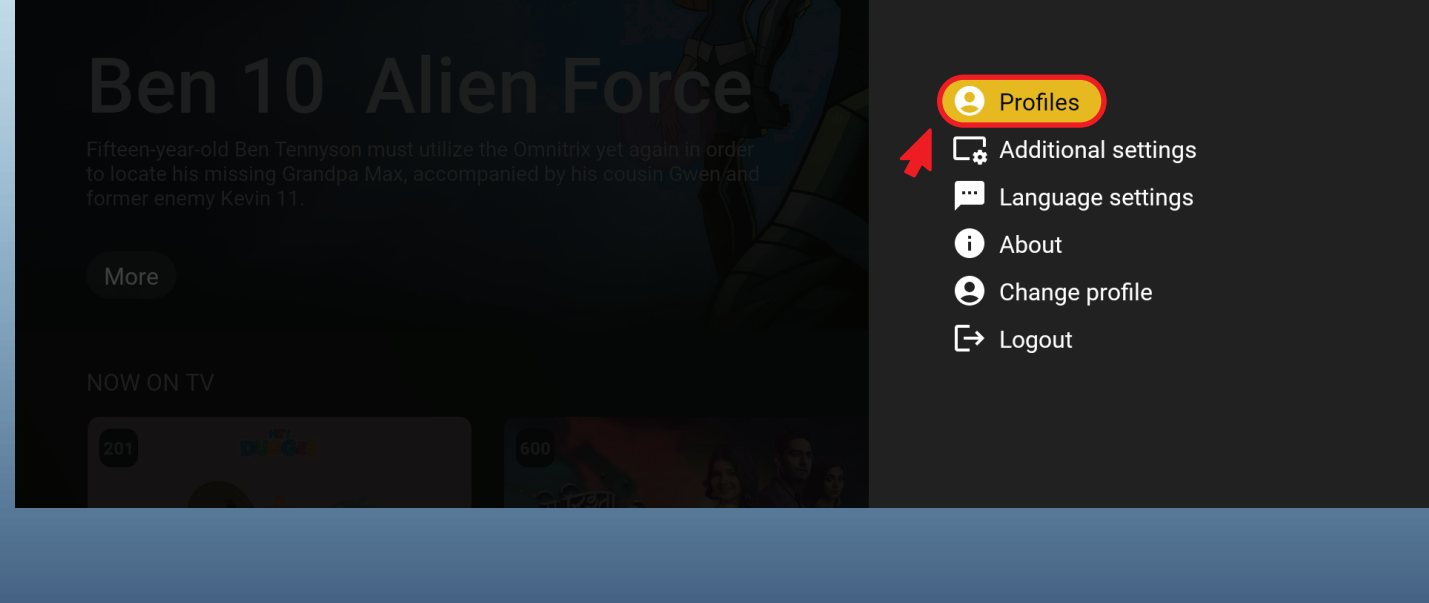 Ben 10  Alien Force
Fifteen-year-old Ben Tennyson must utilize the Omnitrix yet again in order
to locate his missing Grandpa Max, accompanied by his cousin Gwen and
former enemy Kevin 11.
More
NOW ON TV
201
600
Profiles
Additional settings
Language settings
About
Change profile
Logout